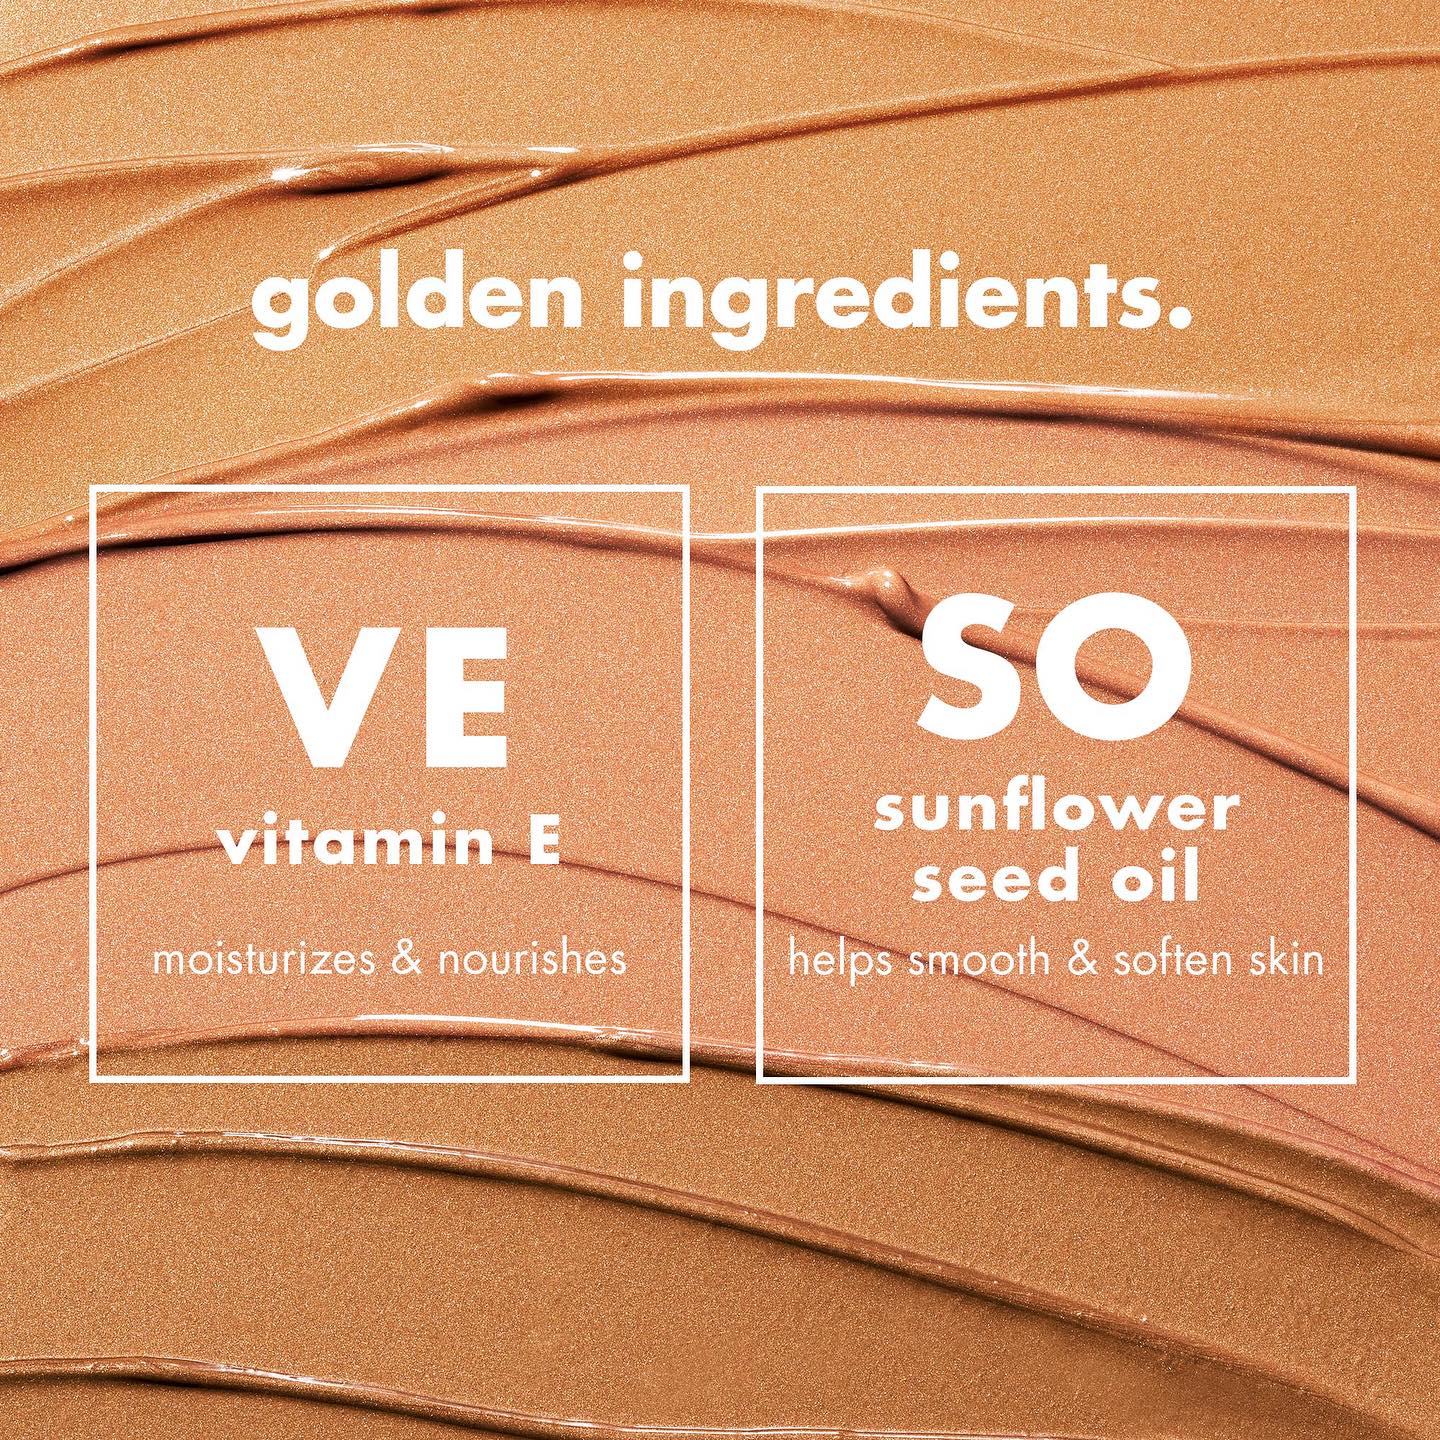 golden ingredients.
VE
vitamin E
moisturizes & nourishes
SO
sunflower
seed oil
helps smooth & soften skin